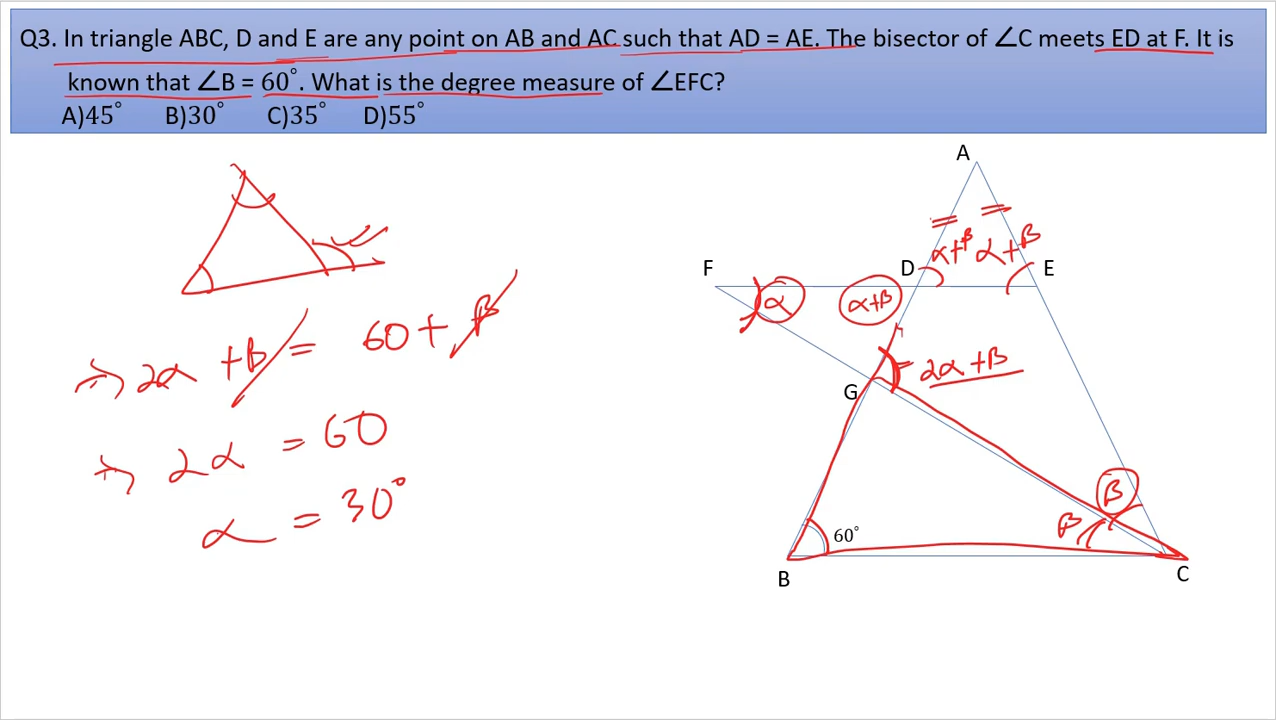 Q3. In triangle ABC, D and E are any point on AB and AC such that AD = AE. The bisector of ∠C meets ED at F. It is
known that ∠B = 60°. What is the degree measure of ∠EFC?
A)45° B)30° C)35° D)55°
A
F
D
E
α+β
α+β
α
α+β
⇒ 2α + β = 60 + β
G
2α + β
⇒ 2α = 60
α = 30°
β
β
60°
B
C